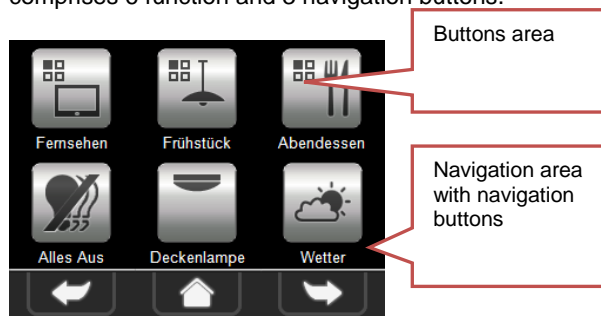 comprises 6 function and 3 navigation buttons.
Buttons area
Fernsehen
Frühstück
Abendessen
Navigation area
with navigation
buttons
Alles Aus
Deckenlampe
Wetter